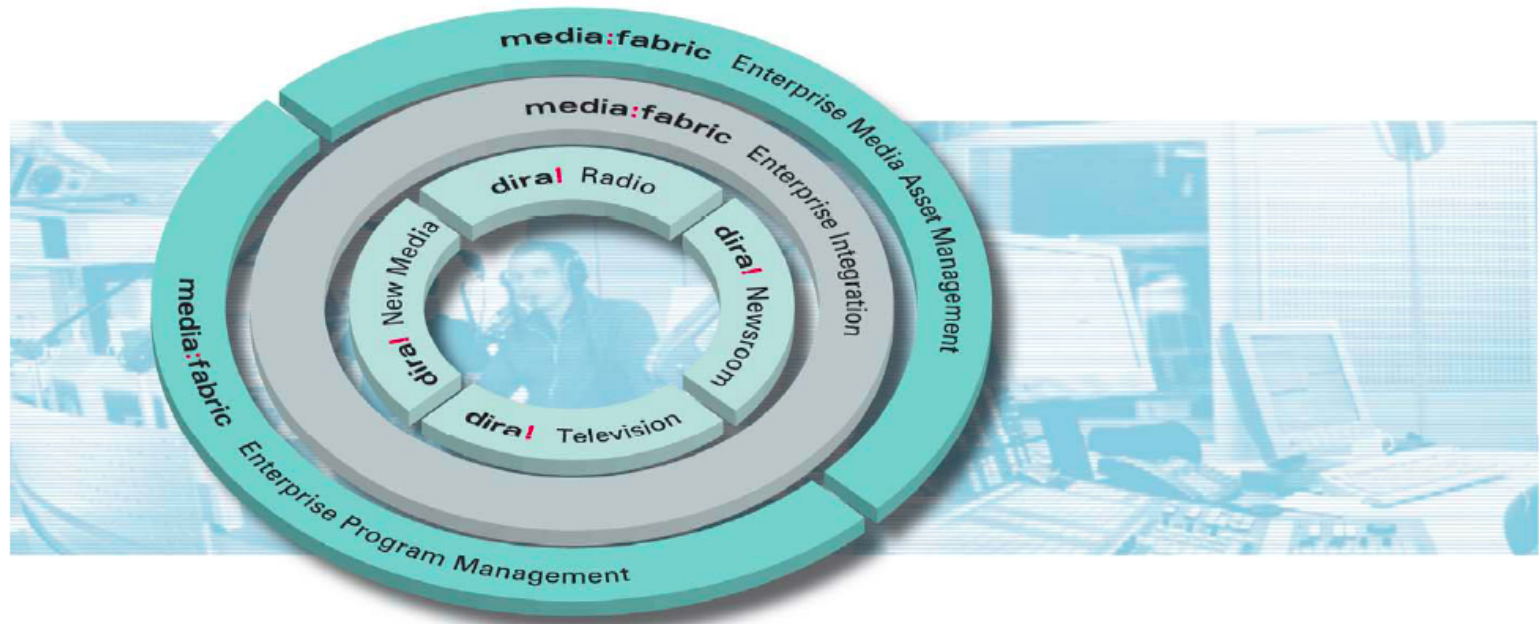 media:fabric Enterprise Media Asset Management
media:fabric Enterprise Integration
dira! Radio
dira! Newsroom
dira! New Media
dira! Television
media:fabric Enterprise Program Management